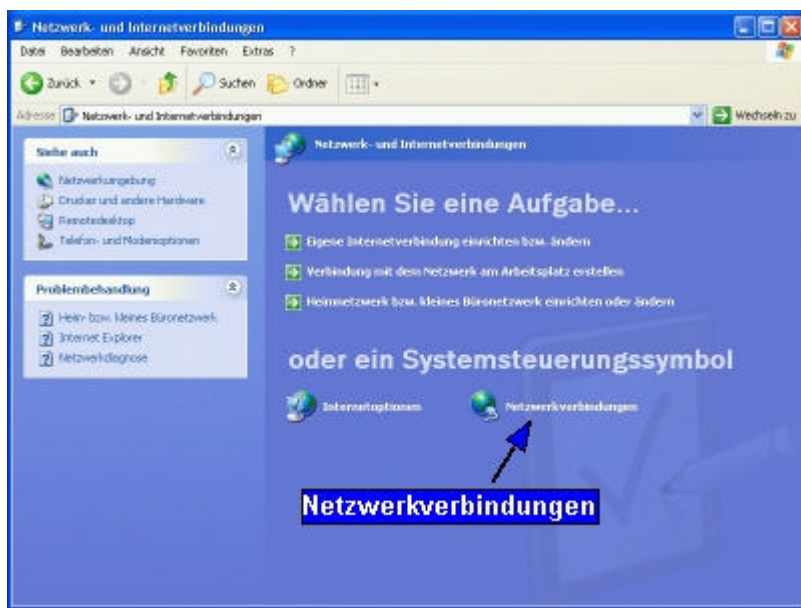 Netzwerk- und Internetverbindungen
Datei Bearbeiten Ansicht Favoriten Extras ?
Zurück Suchen Ordner
Adresse Netzwerk- und Internetverbindungen Wechseln zu
Siehe auch
Netzwerkumgebung
Drucker und andere Hardware
Remotedesktop
Telefon- und Modemoptionen
Problembehandlung
Heim- bzw. kleines Büronetzwerk
Internet Explorer
Netzwerkdiagnose
Netzwerk- und Internetverbindungen
Wählen Sie eine Aufgabe...
Eigene Internetverbindung einrichten bzw. ändern
Verbindung mit dem Netzwerk am Arbeitsplatz erstellen
Heimnetzwerk bzw. kleines Büronetzwerk einrichten oder ändern
oder ein Systemsteuerungssymbol
Internetoptionen Netzwerkverbindungen
Netzwerkverbindungen